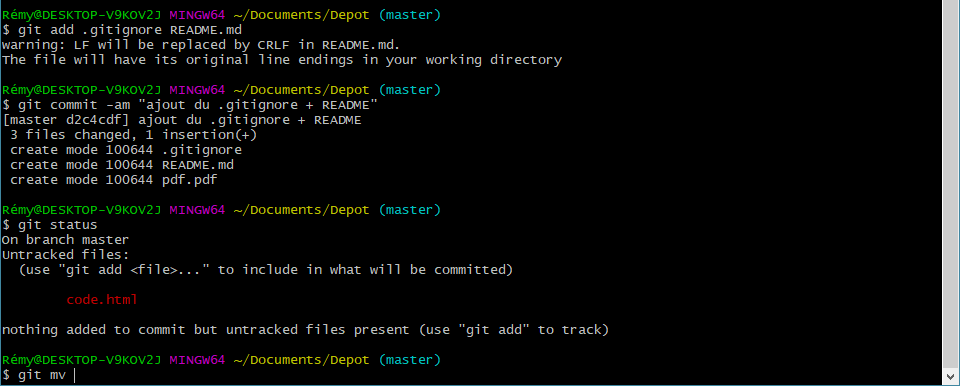 Rémy@DESKTOP-V9KOV2J MINGW64 ~/Documents/Depot (master)
$ git add .gitignore README.md
warning: LF will be replaced by CRLF in README.md.
The file will have its original line endings in your working directory
Rémy@DESKTOP-V9KOV2J MINGW64 ~/Documents/Depot (master)
$ git commit -am "ajout du .gitignore + README"
[master d2c4cdf] ajout du .gitignore + README
 3 files changed, 1 insertion(+)
 create mode 100644 .gitignore
 create mode 100644 README.md
 create mode 100644 pdf.pdf
Rémy@DESKTOP-V9KOV2J MINGW64 ~/Documents/Depot (master)
$ git status
On branch master
Untracked files:
  (use "git add <file>..." to include in what will be committed)
        code.html
nothing added to commit but untracked files present (use "git add" to track)
Rémy@DESKTOP-V9KOV2J MINGW64 ~/Documents/Depot (master)
$ git mv